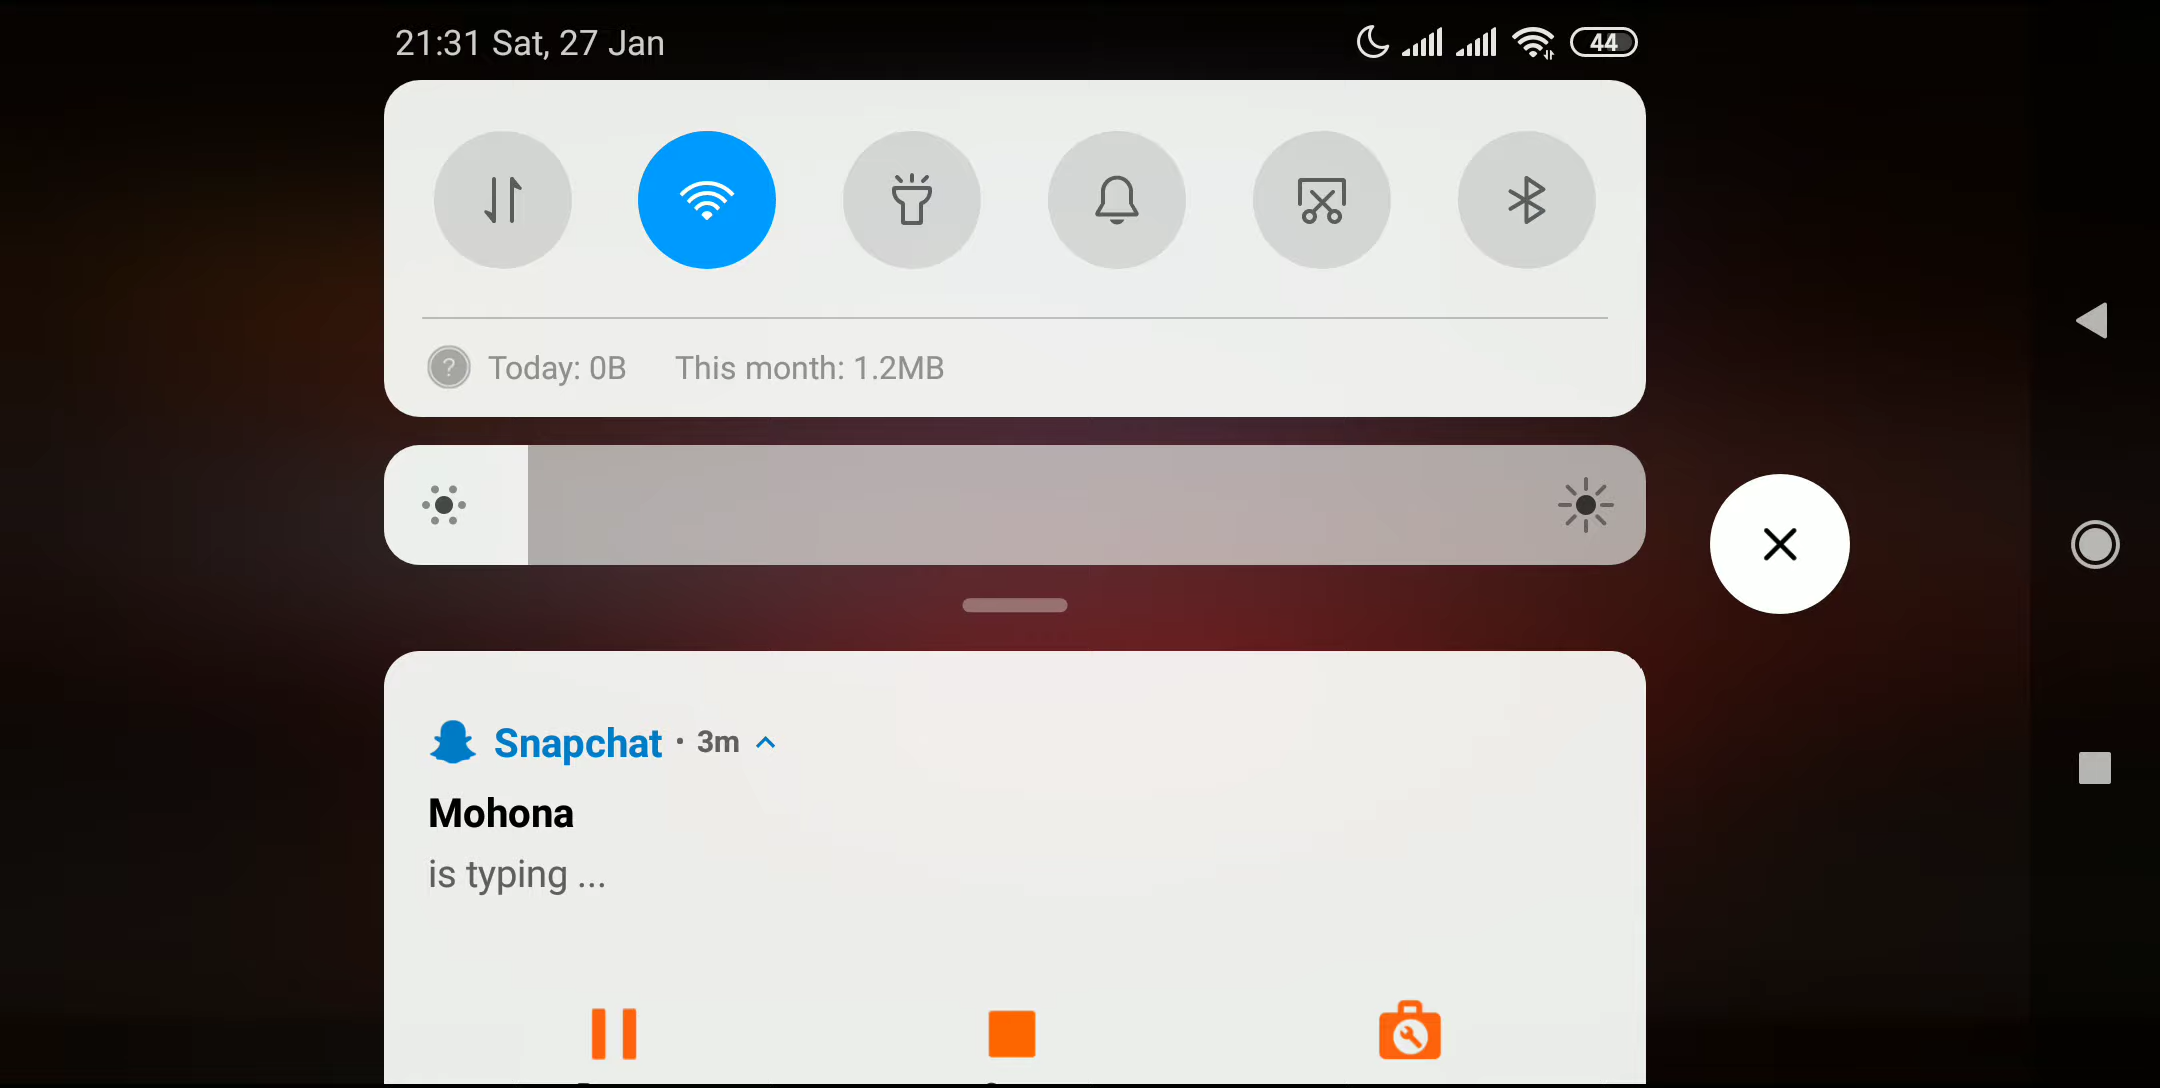 21:31 Sat, 27 Jan
44
? Today: 0B This month: 1.2MB
Snapchat · 3m
Mohona
is typing ...